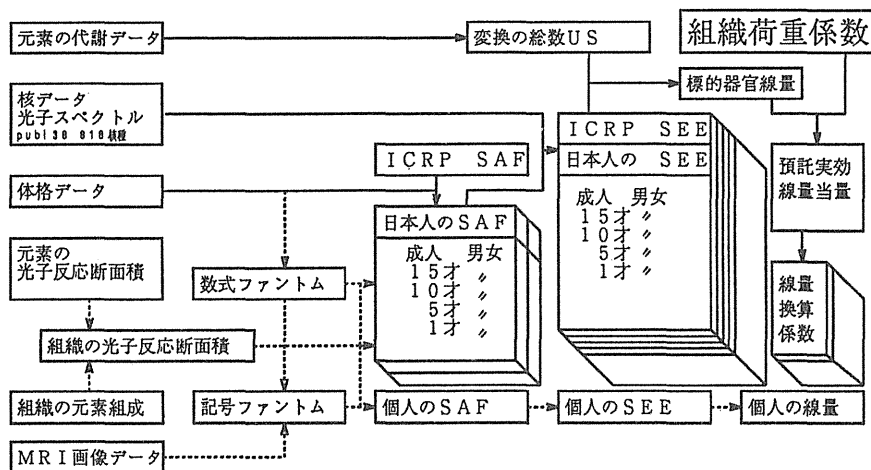 元素の代謝データ
変換の総数US
組織荷重係数
標的器官線量
核データ
光子スペクトル
publ38 816核種
ICRP SEE
日本人の SEE
成人 男女
15才 〃
10才 〃
5才 〃
1才 〃
ICRP SAF
預託実効
線量当量
体格データ
日本人のSAF
成人 男女
15才 〃
10才 〃
5才 〃
1才 〃
元素の
光子反応断面積
数式ファントム
線量
換算
係数
組織の光子反応断面積
組織の元素組成
記号ファントム
個人のSAF
個人のSEE
個人の線量
MRI画像データ